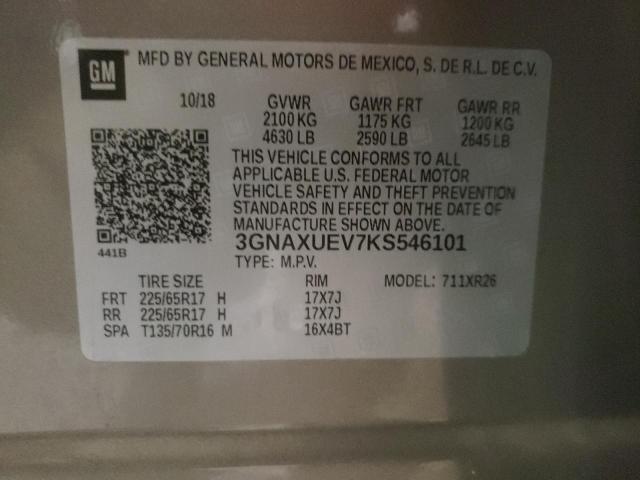 GM
MFD BY GENERAL MOTORS DE MEXICO, S. DE R.L. DE C.V.
10/18 GVWR GAWR FRT GAWR RR
2100 KG 1175 KG 1200 KG
4630 LB 2590 LB 2645 LB
THIS VEHICLE CONFORMS TO ALL
APPLICABLE U.S. FEDERAL MOTOR
VEHICLE SAFETY AND THEFT PREVENTION
STANDARDS IN EFFECT ON THE DATE OF
MANUFACTURE SHOWN ABOVE.
441B
3GNAXUEV7KS546101
TYPE: M.P.V.
TIRE SIZE RIM MODEL: 711XR26
FRT 225/65R17 H 17X7J
RR 225/65R17 H 17X7J
SPA T135/70R16 M 16X4BT